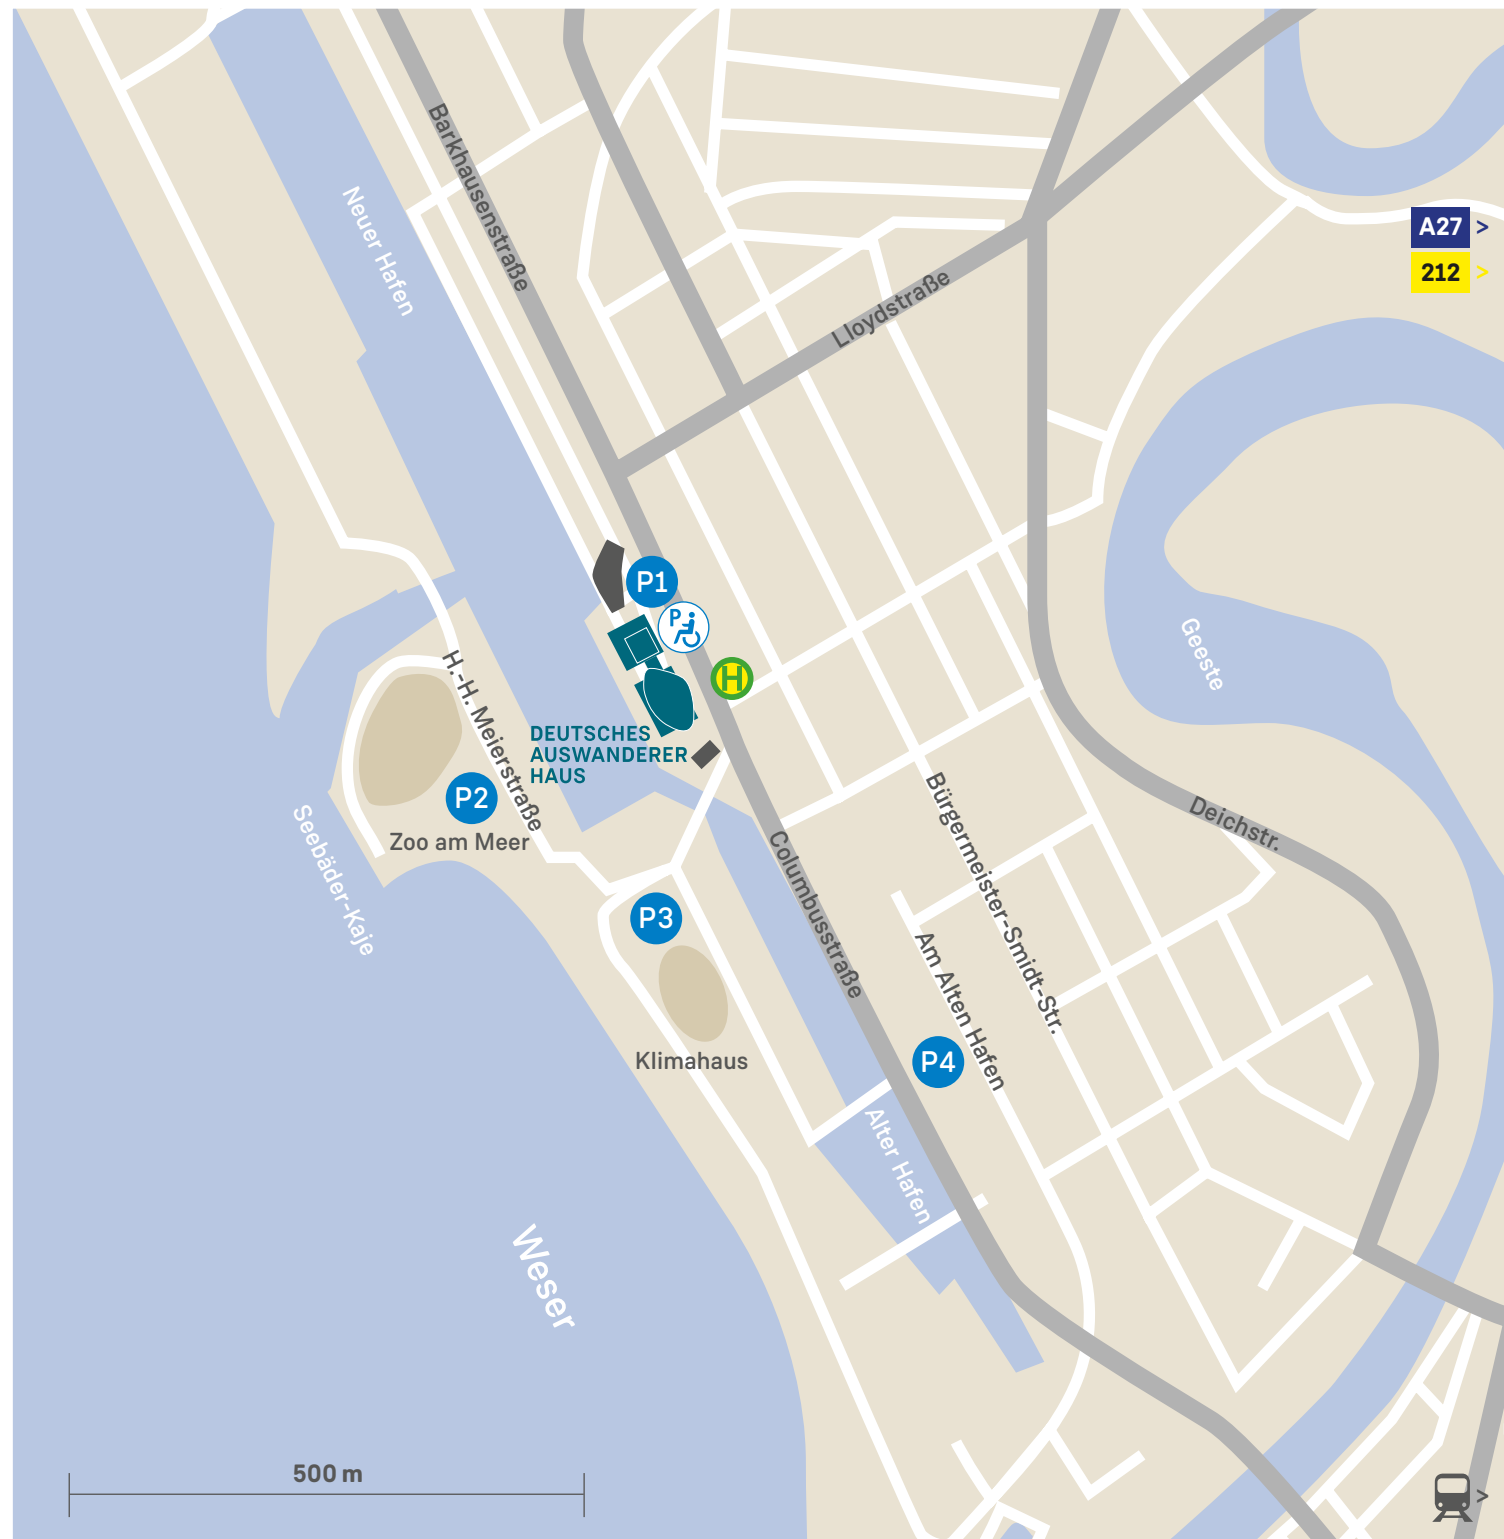 Barkhausenstraße
Neuer Hafen
A27 >
212 >
Lloydstraße
P1
P
H
Geeste
H.-H. Meierstraße
DEUTSCHES
AUSWANDERER
HAUS
P2
Zoo am Meer
Seebäder-Kaje
Bürgermeister-Smidt-Str.
Deichstr.
Columbusstraße
P3
Am Alten Hafen
Klimahaus
P4
Alter Hafen
Weser
500 m
>